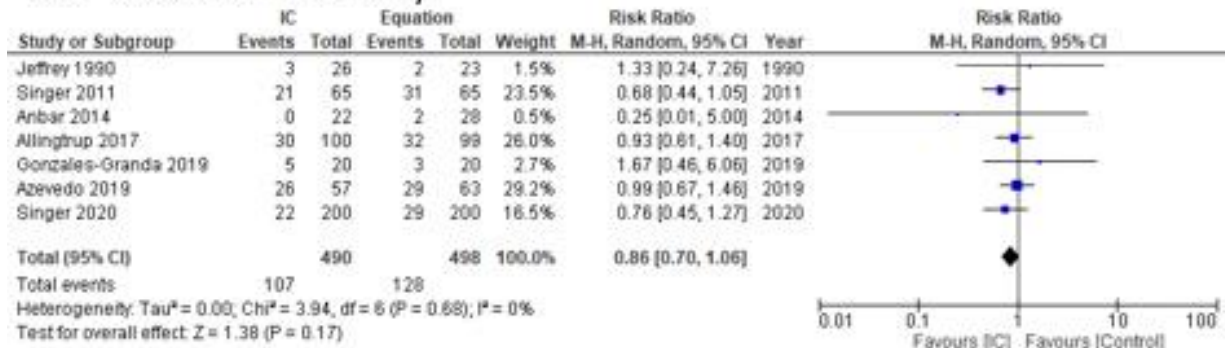 IC Equation Risk Ratio Risk Ratio
Study or Subgroup Events Total Events Total Weight M-H, Random, 95% CI Year M-H, Random, 95% CI
Jeffrey 1990 3 26 2 23 1.5% 1.33 [0.24, 7.26] 1990
Singer 2011 21 65 31 65 23.5% 0.68 [0.44, 1.05] 2011
Anbar 2014 0 22 2 28 0.5% 0.25 [0.01, 5.00] 2014
Allingtrup 2017 30 100 32 99 26.0% 0.93 [0.61, 1.40] 2017
Gonzales-Granda 2019 5 20 3 20 2.7% 1.67 [0.46, 6.06] 2019
Azevedo 2019 26 57 29 63 29.2% 0.99 [0.67, 1.46] 2019
Singer 2020 22 200 29 200 16.5% 0.76 [0.45, 1.27] 2020
Total (95% CI) 490 498 100.0% 0.86 [0.70, 1.06]
Total events 107 128
Heterogeneity: Tau² = 0.00; Chi² = 3.94, df = 6 (P = 0.68); I² = 0%
Test for overall effect: Z = 1.38 (P = 0.17)
0.01 0.1 1 10 100
Favours [IC] Favours [Control]